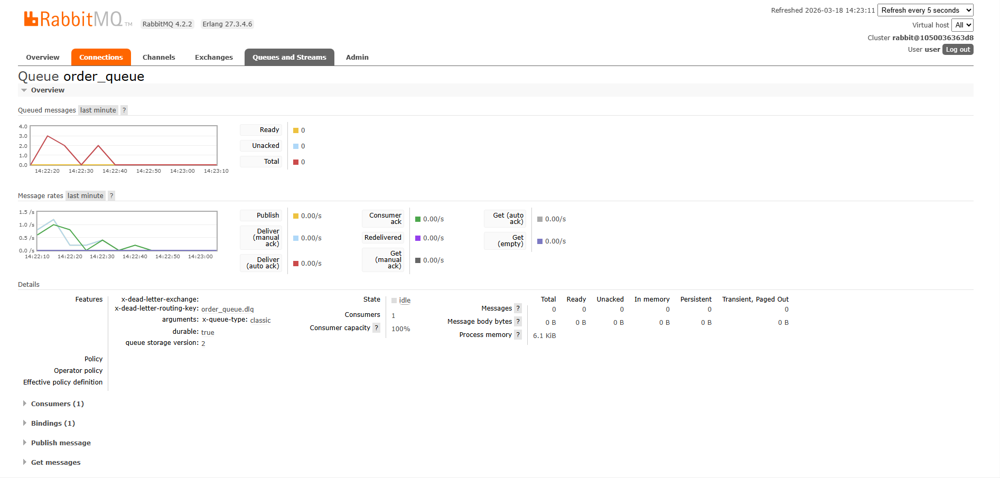 RabbitMQ TM RabbitMQ 4.2.2 Erlang 27.3.4.6
Refreshed 2026-03-18 14:23:11 Refresh every 5 seconds
Virtual host All
Cluster rabbit@1050036363d8
User user Log out
Overview Connections Channels Exchanges Queues and Streams Admin
Queue order_queue
Overview
Queued messages last minute ?
4.0
3.0
2.0
1.0
0.0
14:22:20 14:22:30 14:22:40 14:22:50 14:23:00 14:23:10
Ready 0
Unacked 0
Total 0
Message rates last minute ?
1.5 /s
1.0 /s
0.5 /s
0.0 /s
14:22:10 14:22:20 14:22:30 14:22:40 14:22:50 14:23:00
Publish 0.00/s
Deliver
(manual
ack) 0.00/s
Deliver
(auto ack) 0.00/s
Consumer
ack 0.00/s
Redelivered 0.00/s
Get
(manual
ack) 0.00/s
Get (auto
ack) 0.00/s
Get
(empty) 0.00/s
Details
Features
x-dead-letter-exchange:
x-dead-letter-routing-key: order_queue.dlq
arguments: x-queue-type: classic
durable: true
queue storage version: 2
Policy
Operator policy
Effective policy definition
State idle
Consumers 1
Consumer capacity ? 100%
Total Ready Unacked In memory Persistent Transient, Paged Out
Messages ? 0 0 0 0 0 0
Message body bytes ? 0 B 0 B 0 B 0 B 0 B 0 B
Process memory ? 6.1 KiB
Consumers (1)
Bindings (1)
Publish message
Get messages